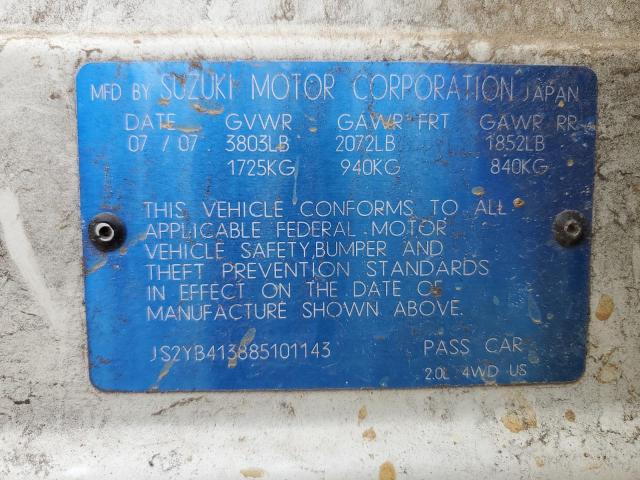 MFD BY SUZUKI MOTOR CORPORATION JAPAN
DATE GVWR GAWR FRT GAWR RR
07 / 07 3803LB 2072LB 1852LB
1725KG 940KG 840KG
THIS VEHICLE CONFORMS TO ALL
APPLICABLE FEDERAL MOTOR
VEHICLE SAFETY,BUMPER AND
THEFT PREVENTION STANDARDS
IN EFFECT ON THE DATE OF
MANUFACTURE SHOWN ABOVE.
JS2YB413885101143 PASS CAR
2.0L 4WD US